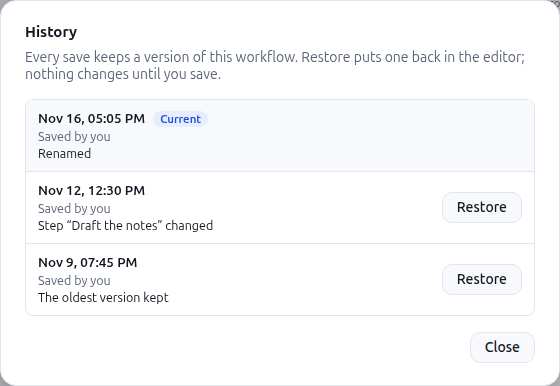 History
Every save keeps a version of this workflow. Restore puts one back in the editor;
nothing changes until you save.
Nov 16, 05:05 PM Current
Saved by you
Renamed
Nov 12, 12:30 PM
Saved by you
Step “Draft the notes” changed
Restore
Nov 9, 07:45 PM
Saved by you
The oldest version kept
Restore
Close